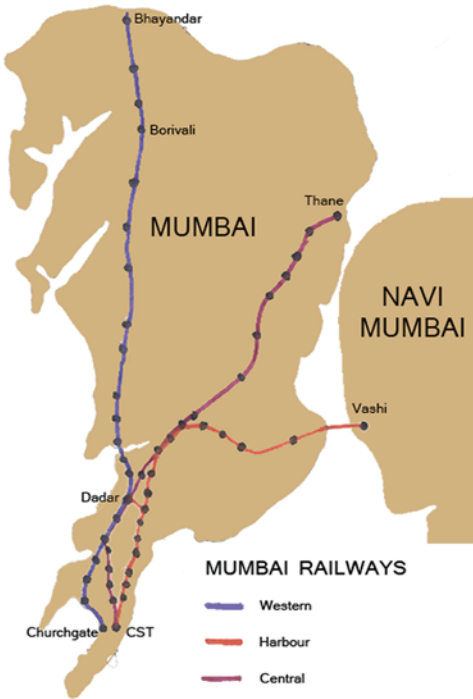 Bhayandar
Borivali
Thane
MUMBAI
NAVI
MUMBAI
Vashi
Dadar
MUMBAI RAILWAYS
Western
Churchgate
CST
Harbour
Central